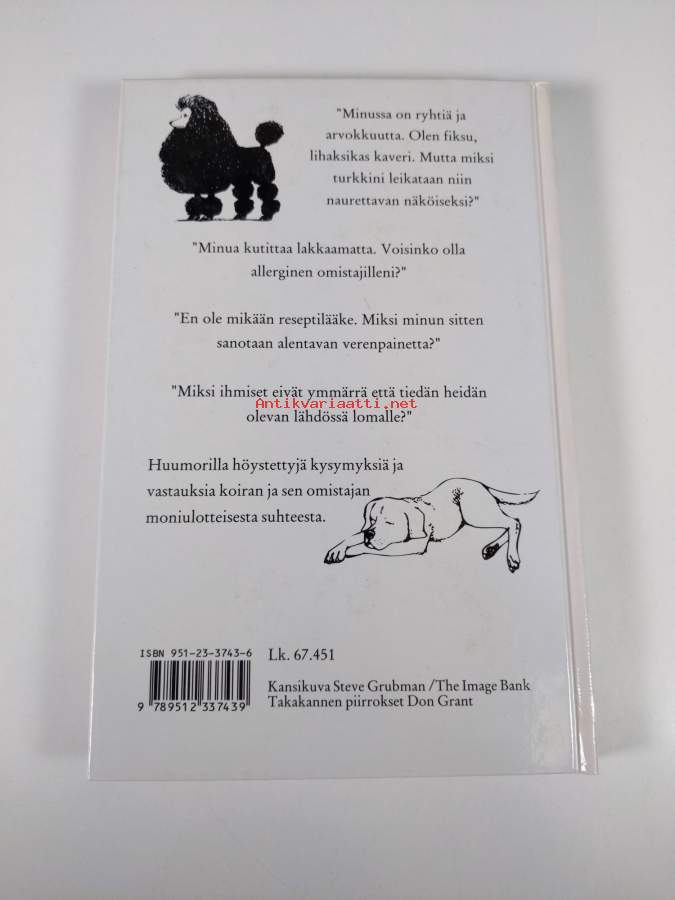 "Minussa on ryhtiä ja
arvokkuutta. Olen fiksu,
lihaksikas kaveri. Mutta miksi
turkkini leikataan niin
naurettavan näköiseksi?"
"Minua kutittaa lakkaamatta. Voisinko olla
allerginen omistajilleni?"
"En ole mikään reseptilääke. Miksi minun sitten
sanotaan alentavan verenpainetta?"
"Miksi ihmiset eivät ymmärrä että tiedän heidän
Antikvariaatti.net
olevan lähdössä lomalle?"
Huumorilla höystettyjä kysymyksiä ja
vastauksia koiran ja sen omistajan
moniulotteisesta suhteesta.
ISBN 951-23-3743-6
Lk. 67.451
9 789512 337439
Kansikuva Steve Grubman /The Image Bank
Takakannen piirrokset Don Grant